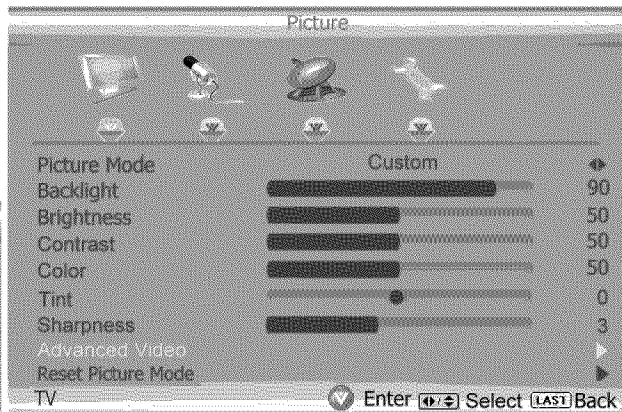 Picture
Picture Mode Custom
Backlight 90
Brightness 50
Contrast 50
Color 50
Tint 0
Sharpness 3
Advanced Video
Reset Picture Mode
TV Enter Select LAST Back